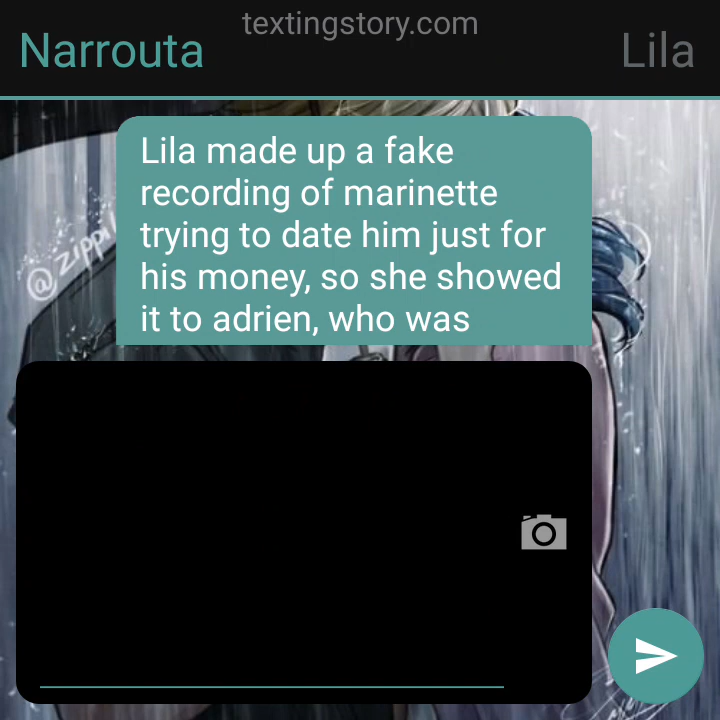 textingstory.com
Narrouta
Lila
Lila made up a fake
recording of marinette
trying to date him just for
his money, so she showed
it to adrien, who was